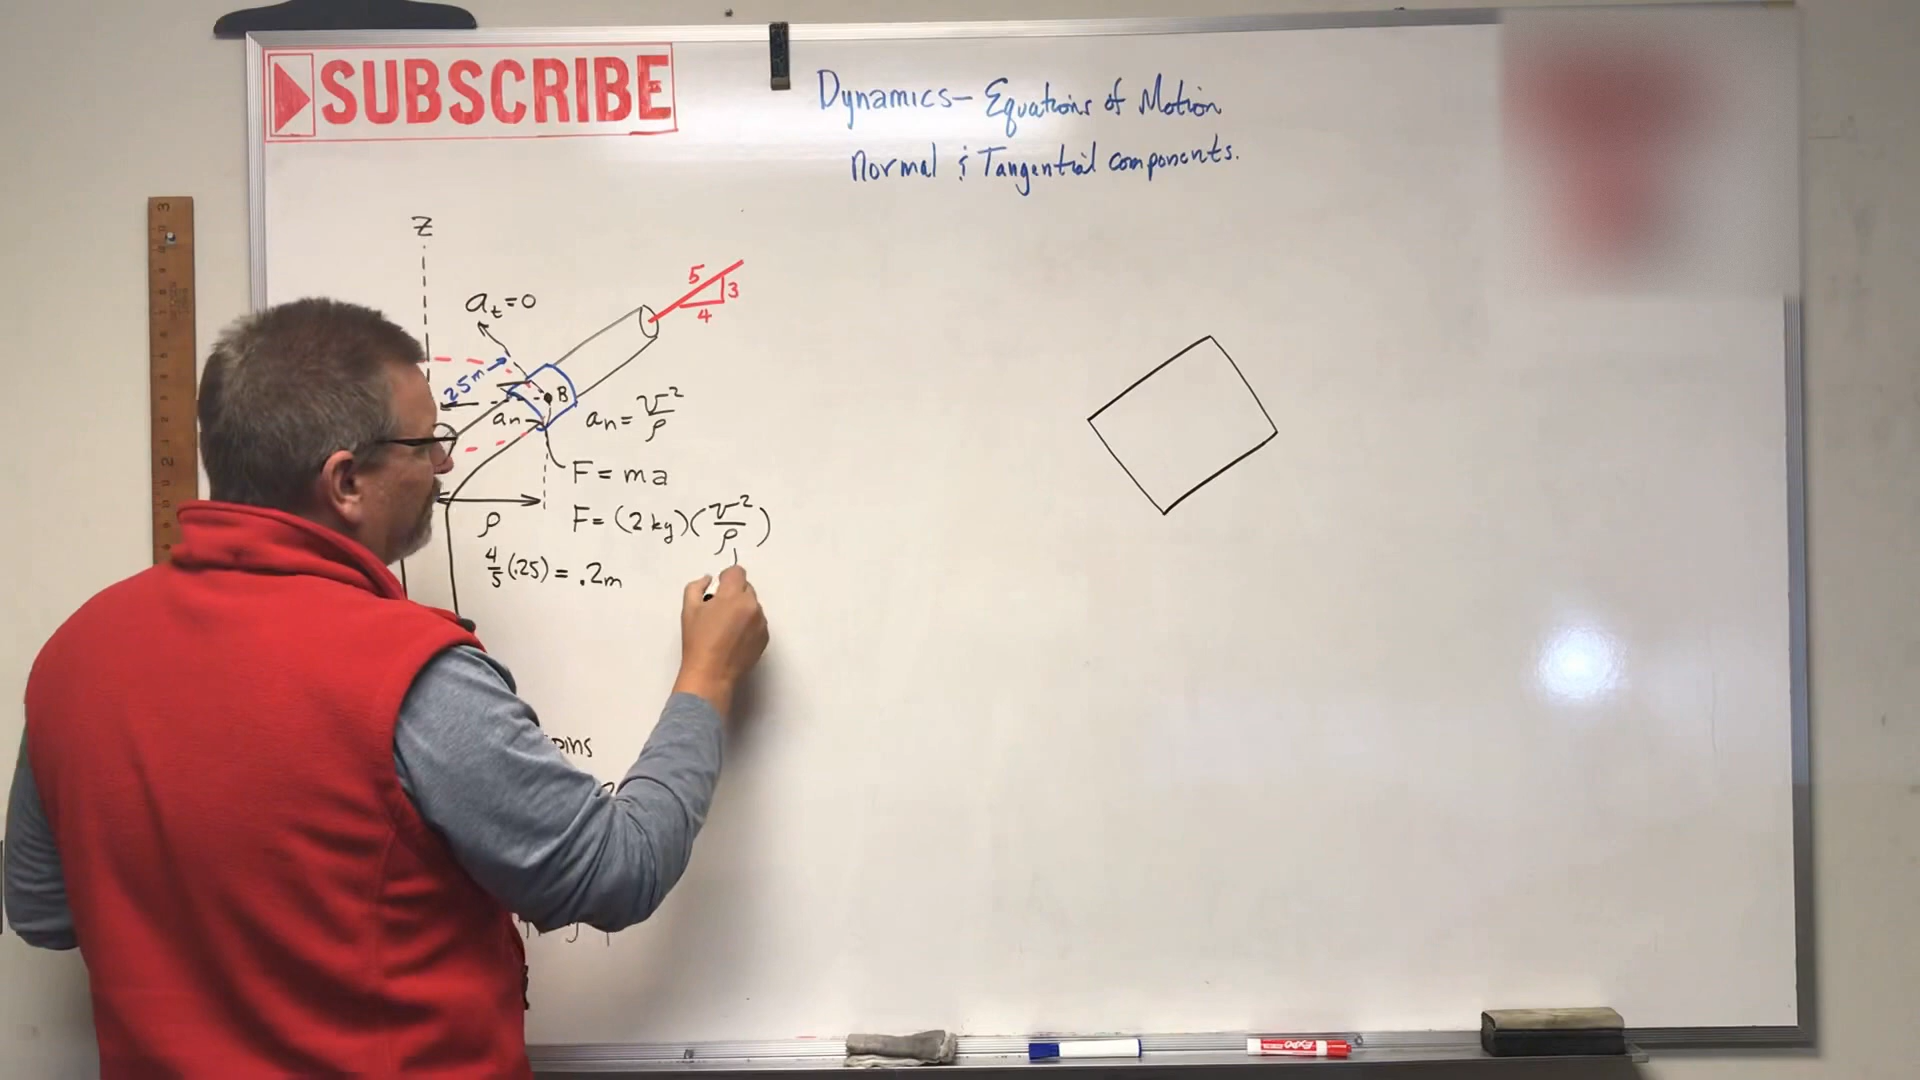 SUBSCRIBE
Dynamics - Equations of Motion
Normal & Tangential components.
Z
a_t = 0
5
3
4
.25m
B
a_n
a_n = v²/ρ
F = ma
ρ
F = (2 kg)(v²/ρ)
4/5 (.25) = .2m
EXPO